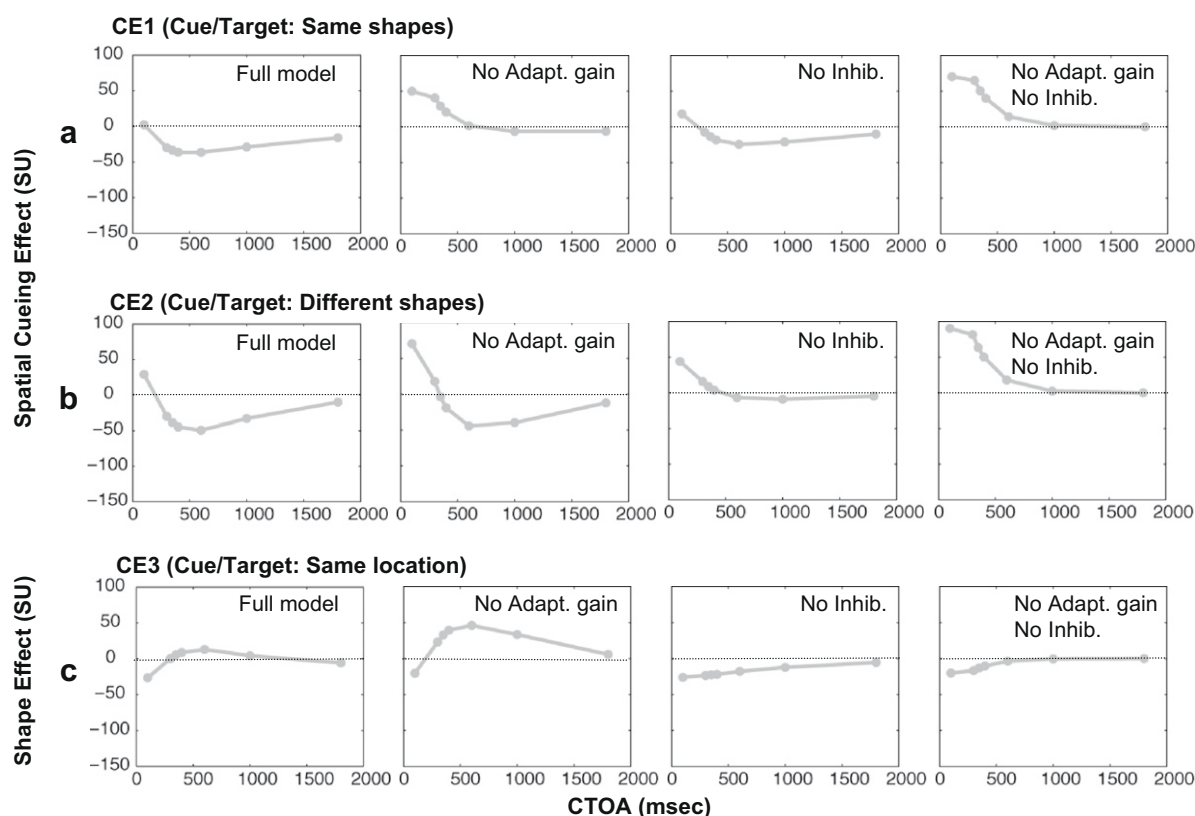 CE1 (Cue/Target: Same shapes)
100
50
0
−50
−100
−150
Full model
No Adapt. gain
No Inhib.
No Adapt. gain
No Inhib.
a
0 500 1000 1500 2000
0 500 1000 1500 2000
0 500 1000 1500 2000
0 500 1000 1500 2000
Spatial Cueing Effect (SU)
CE2 (Cue/Target: Different shapes)
100
50
0
−50
−100
−150
Full model
No Adapt. gain
No Inhib.
No Adapt. gain
No Inhib.
b
0 500 1000 1500 2000
0 500 1000 1500 2000
0 500 1000 1500 2000
0 500 1000 1500 2000
CE3 (Cue/Target: Same location)
Shape Effect (SU)
100
50
0
−50
−100
−150
Full model
No Adapt. gain
No Inhib.
No Adapt. gain
No Inhib.
c
0 500 1000 1500 2000
0 500 1000 1500 2000
0 500 1000 1500 2000
0 500 1000 1500 2000
CTOA (msec)